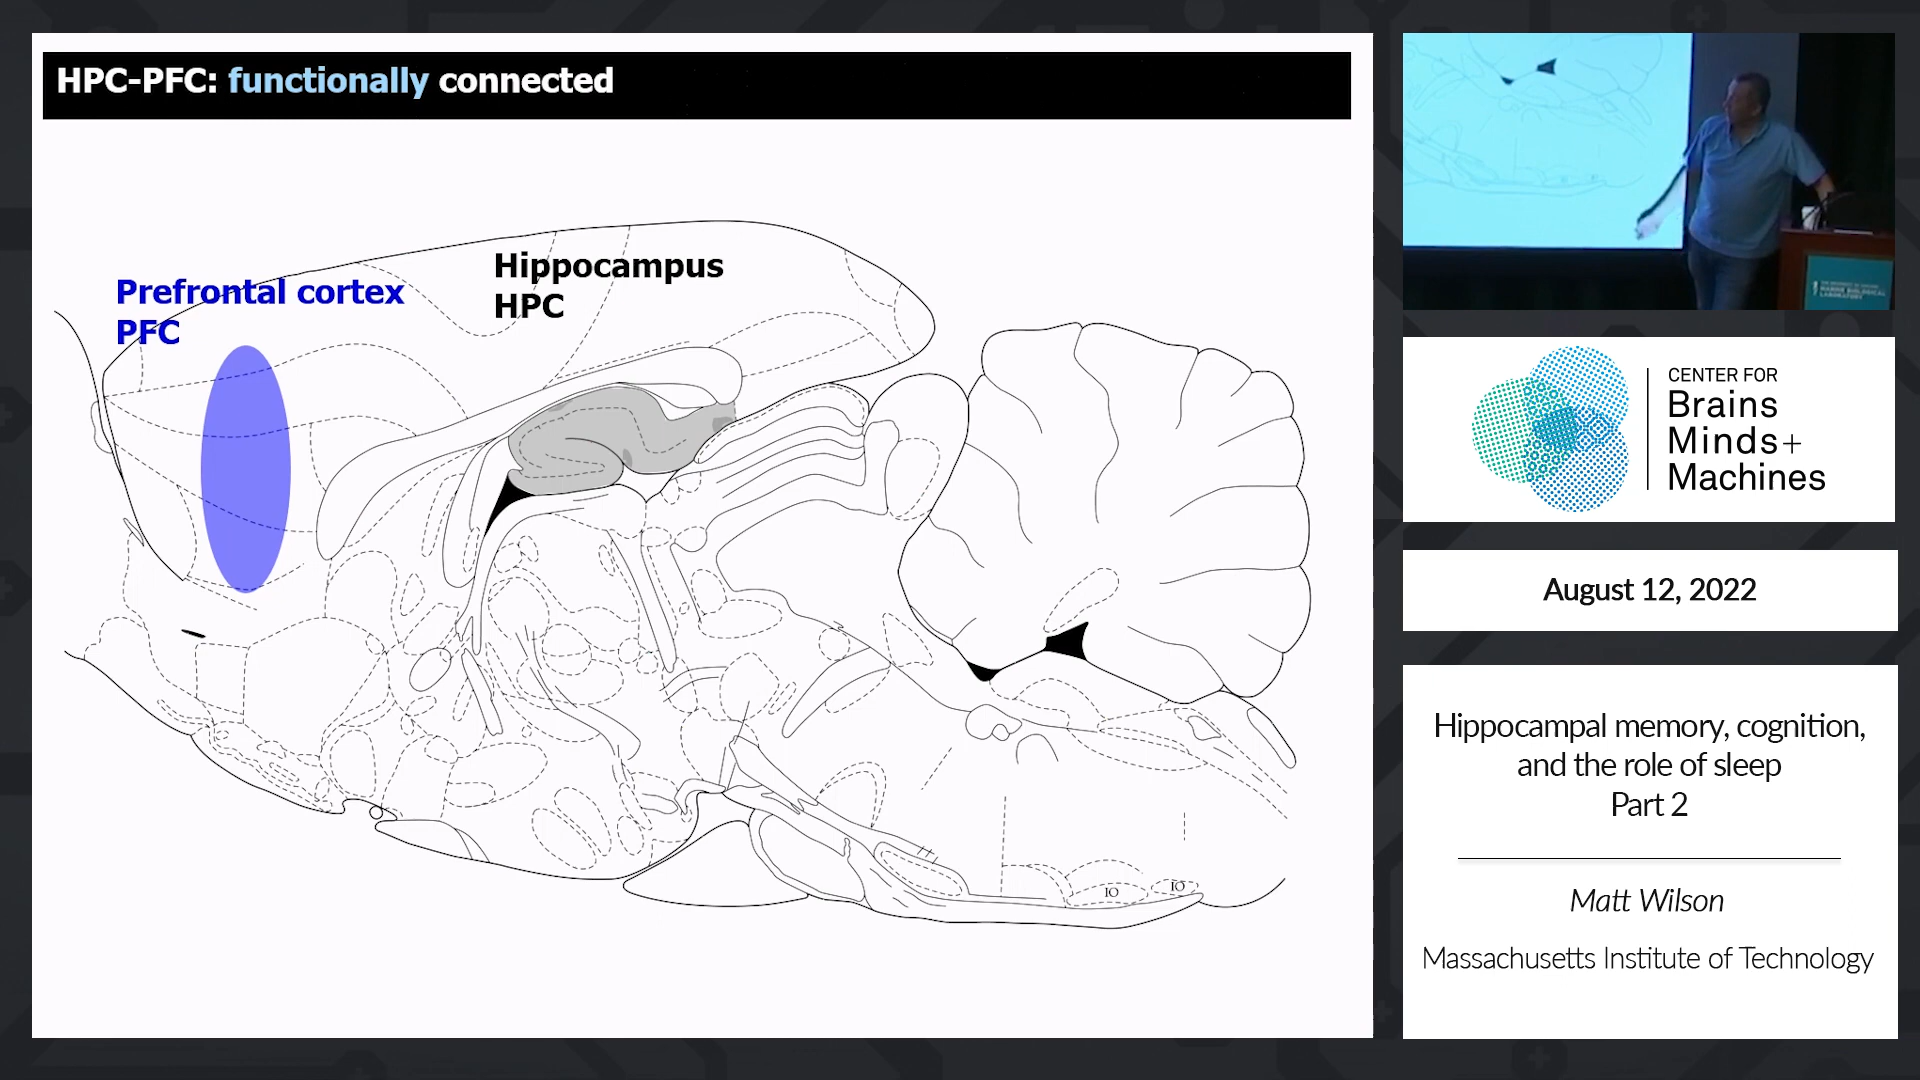 HPC-PFC: functionally connected
Prefrontal cortex
PFC
Hippocampus
HPC
IO
IO
CENTER FOR
Brains
Minds+
Machines
August 12, 2022
Hippocampal memory, cognition,
and the role of sleep
Part 2
Matt Wilson
Massachusetts Institute of Technology